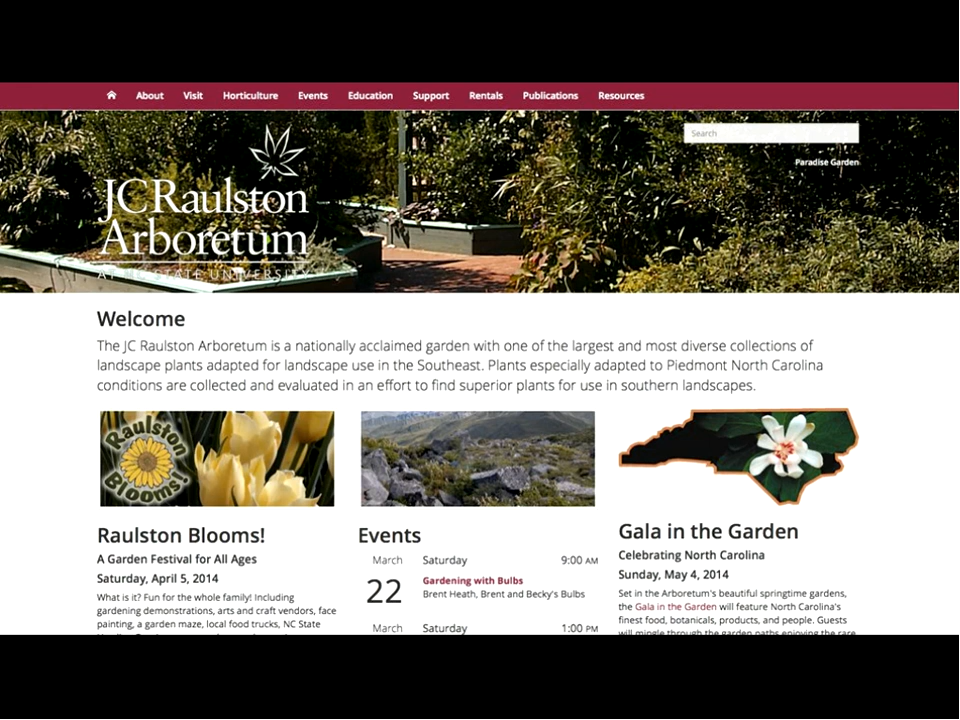 About Visit Horticulture Events Education Support Rentals Publications Resources
Search
Paradise Garden
JC Raulston
Arboretum
AT NC STATE UNIVERSITY
Welcome
The JC Raulston Arboretum is a nationally acclaimed garden with one of the largest and most diverse collections of
landscape plants adapted for landscape use in the Southeast. Plants especially adapted to Piedmont North Carolina
conditions are collected and evaluated in an effort to find superior plants for use in southern landscapes.
Raulston
Blooms!
Raulston Blooms!
A Garden Festival for All Ages
Saturday, April 5, 2014
What is it? Fun for the whole family! Including
gardening demonstrations, arts and craft vendors, face
painting, a garden maze, local food trucks, NC State
Events
March Saturday 9:00 AM
22 Gardening with Bulbs
Brent Heath, Brent and Becky's Bulbs
March Saturday 1:00 PM
Gala in the Garden
Celebrating North Carolina
Sunday, May 4, 2014
Set in the Arboretum's beautiful springtime gardens,
the Gala in the Garden will feature North Carolina's
finest food, botanicals, products, and people. Guests
will mingle through the garden paths enjoying the rare